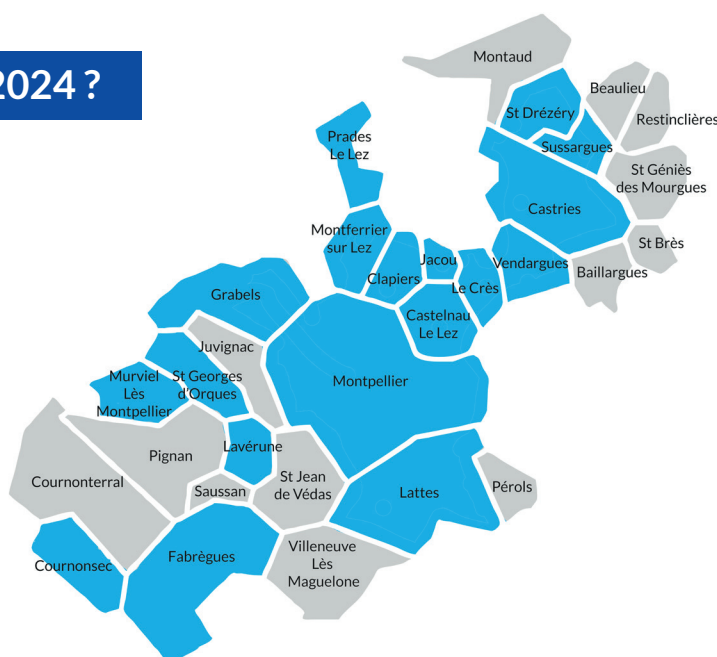 2024 ?
Montaud
Beaulieu
St Drézéry
Restinclières
Prades
Le Lez
Sussargues
St Géniès
des Mourgues
Castries
Montferrier
sur Lez
St Brès
Jacou
Vendargues
Baillargues
Clapiers
Le Crès
Grabels
Castelnau
Le Lez
Juvignac
Murviel
Lès
Montpellier
St Georges
d'Orques
Montpellier
Lavérune
Pignan
Cournonterral
St Jean
de Védas
Saussan
Lattes
Pérols
Villeneuve
Lès
Maguelone
Fabrègues
Cournonsec